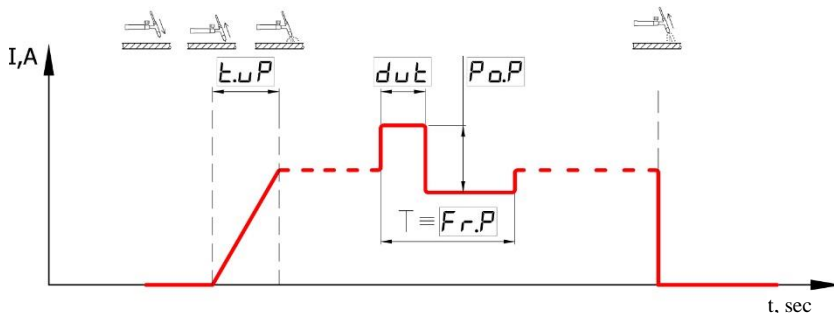 I,A
t.uP
dut
Po.P
T ≡ Fr.P
t, sec